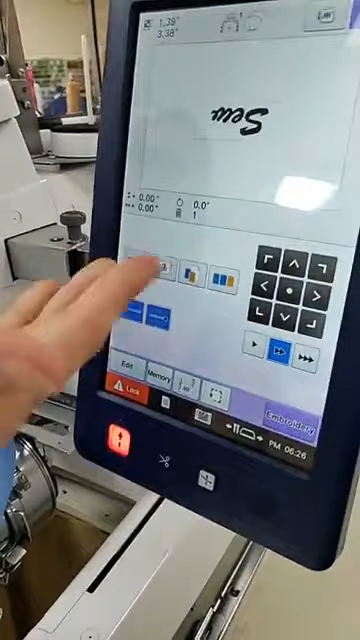 1.39"
3.38"
Sew
0.00"
0.00"
0.0°
1
Edit
Memory
Lock
Embroidery
PM 06:26